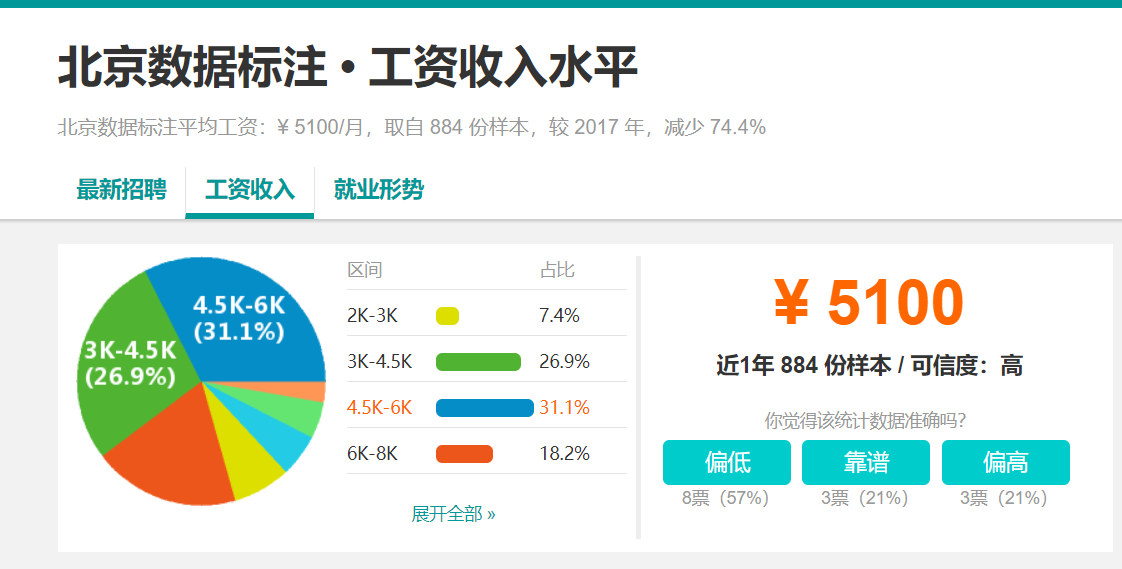 北京数据标注 • 工资收入水平
北京数据标注平均工资：¥ 5100/月，取自 884 份样本，较 2017 年，减少 74.4%
最新招聘 工资收入 就业形势
4.5K-6K
(31.1%)
3K-4.5K
(26.9%)
区间 占比
2K-3K 7.4%
3K-4.5K 26.9%
4.5K-6K 31.1%
6K-8K 18.2%
展开全部 »
¥ 5100
近1年 884 份样本 / 可信度：高
你觉得该统计数据准确吗?
偏低 靠谱 偏高
8票（57%） 3票（21%） 3票（21%）